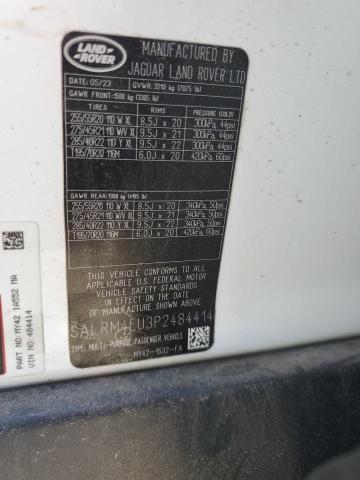 LAND-
ROVER
MANUFACTURED BY
JAGUAR LAND ROVER LTD
DATE: 05/23 GVWR: 3210 kg (7075 lb)
GAWR FRONT: 1500 kg (3305 lb)
TIRES RIMS PRESSURE (COLD)
255/55R20 110 W XL 8.5J x 20 300kPa, 44psi
275/45R21 110 W/V XL 9.5J x 21 300kPa, 44psi
285/40R22 110 Y XL 9.5J x 22 300kPa, 44psi
T195/70R20 116M 6.0J x 20 420kPa, 60psi
GAWR REAR: 1900 kg (4185 lb)
255/55R20 110 W XL 8.5J x 20 340kPa, 50psi
275/45R21 110 W/V XL 9.5J x 21 340kPa, 50psi
285/40R22 110 Y XL 9.5J x 22 340kPa, 50psi
T195/70R20 116M 6.0J x 20 420kPa, 60psi
THIS VEHICLE CONFORMS TO ALL
APPLICABLE U.S. FEDERAL MOTOR
VEHICLE SAFETY STANDARDS IN EFFECT
ON THE DATE OF MANUFACTURE
SHOWN ABOVE.
SALRM4EU3P2484414
TYPE: MULTI-PURPOSE PASSENGER VEHICLE
MY42-1532-FA
PART NO: MY42 1A552 MA
VIN NO: 484414